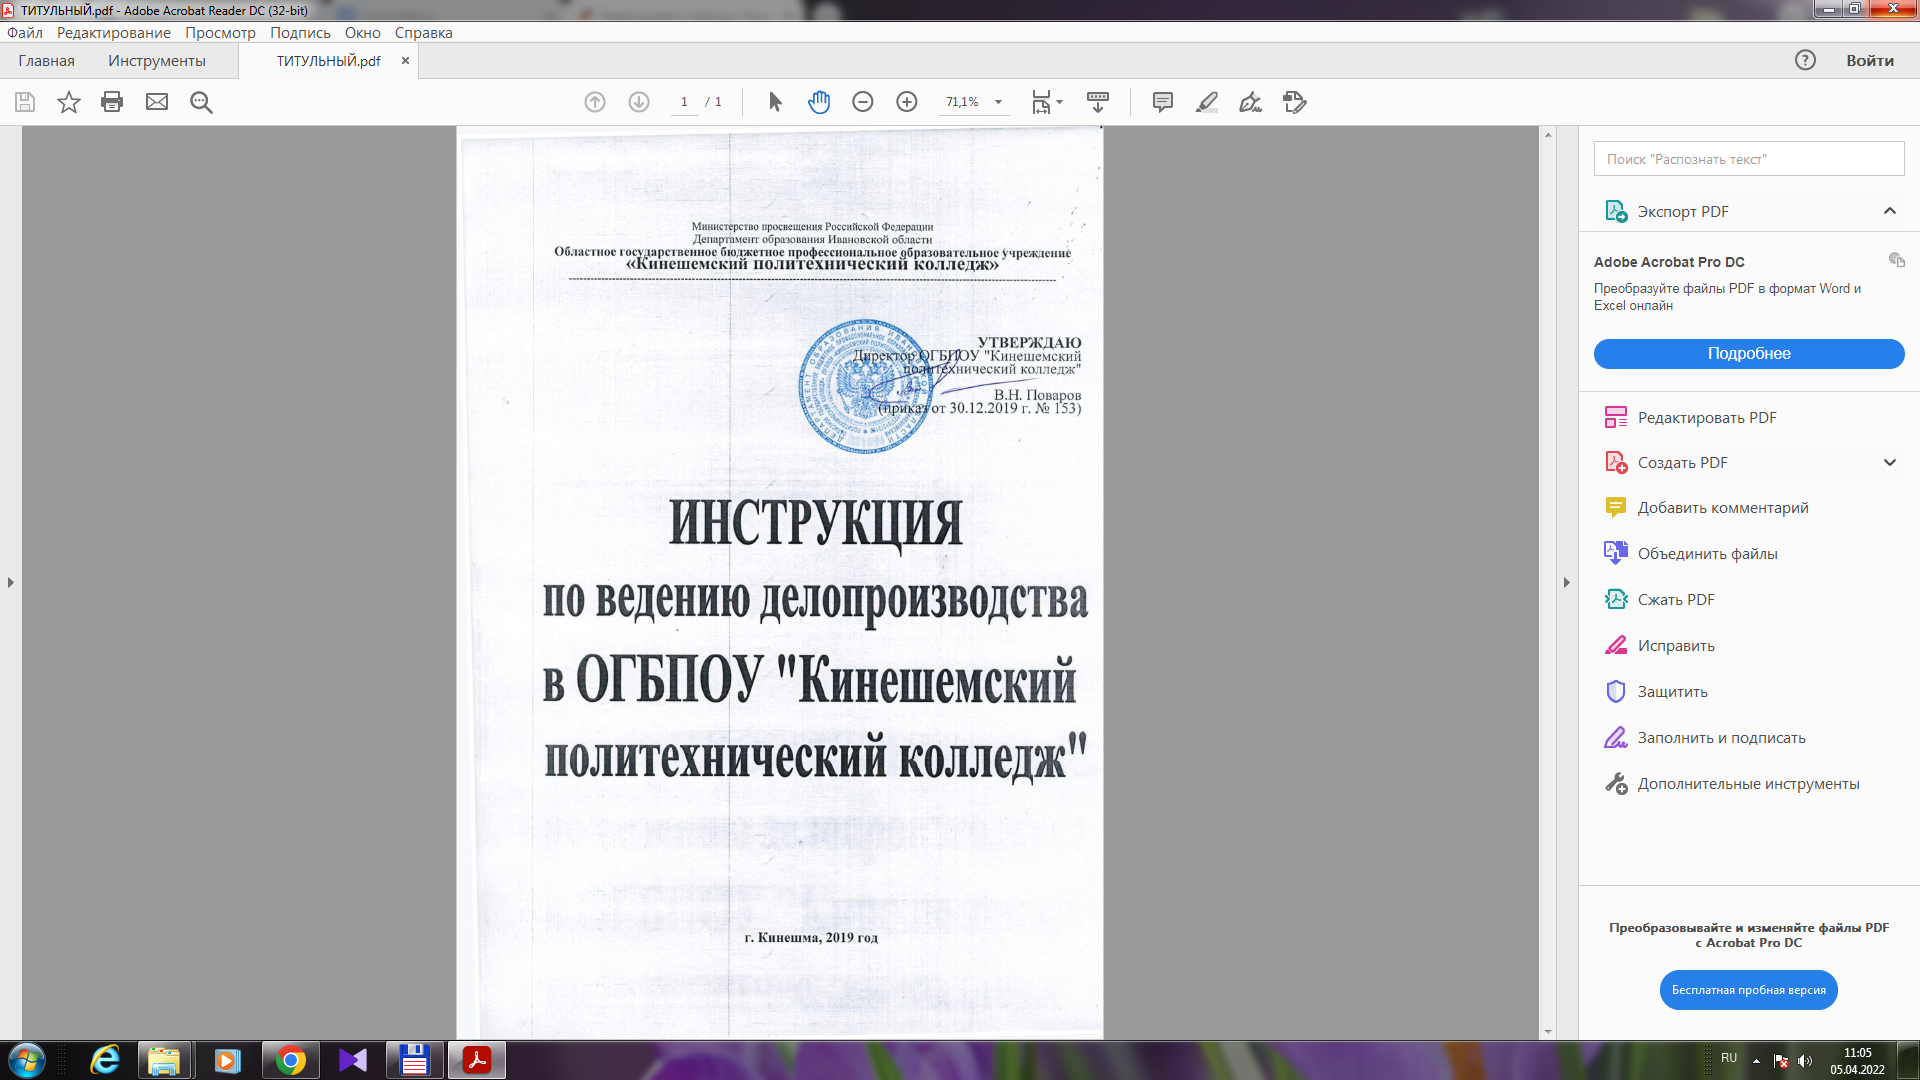 ТИТУЛЬНЫЙ.pdf - Adobe Acrobat Reader DC (32-bit)
Файл Редактирование Просмотр Подпись Окно Справка
Главная Инструменты ТИТУЛЬНЫЙ.pdf Войти
1 / 1 71,1%
Министерство просвещения Российской Федерации
Департамент образования Ивановской области
Областное государственное бюджетное профессиональное образовательное учреждение
«Кинешемский политехнический колледж»
УТВЕРЖДАЮ
Директор ОГБПОУ "Кинешемский
политехнический колледж"
В.Н. Поваров
(приказ от 30.12.2019 г. № 153)
ИНСТРУКЦИЯ
по ведению делопроизводства
в ОГБПОУ "Кинешемский
политехнический колледж"
г. Кинешма, 2019 год
Поиск "Распознать текст"
Экспорт PDF
Adobe Acrobat Pro DC
Преобразуйте файлы PDF в формат Word и
Excel онлайн
Подробнее
Редактировать PDF
Создать PDF
Добавить комментарий
Объединить файлы
Сжать PDF
Исправить
Защитить
Заполнить и подписать
Дополнительные инструменты
Преобразовывайте и изменяйте файлы PDF
с Acrobat Pro DC
Бесплатная пробная версия
RU
11:05
05.04.2022